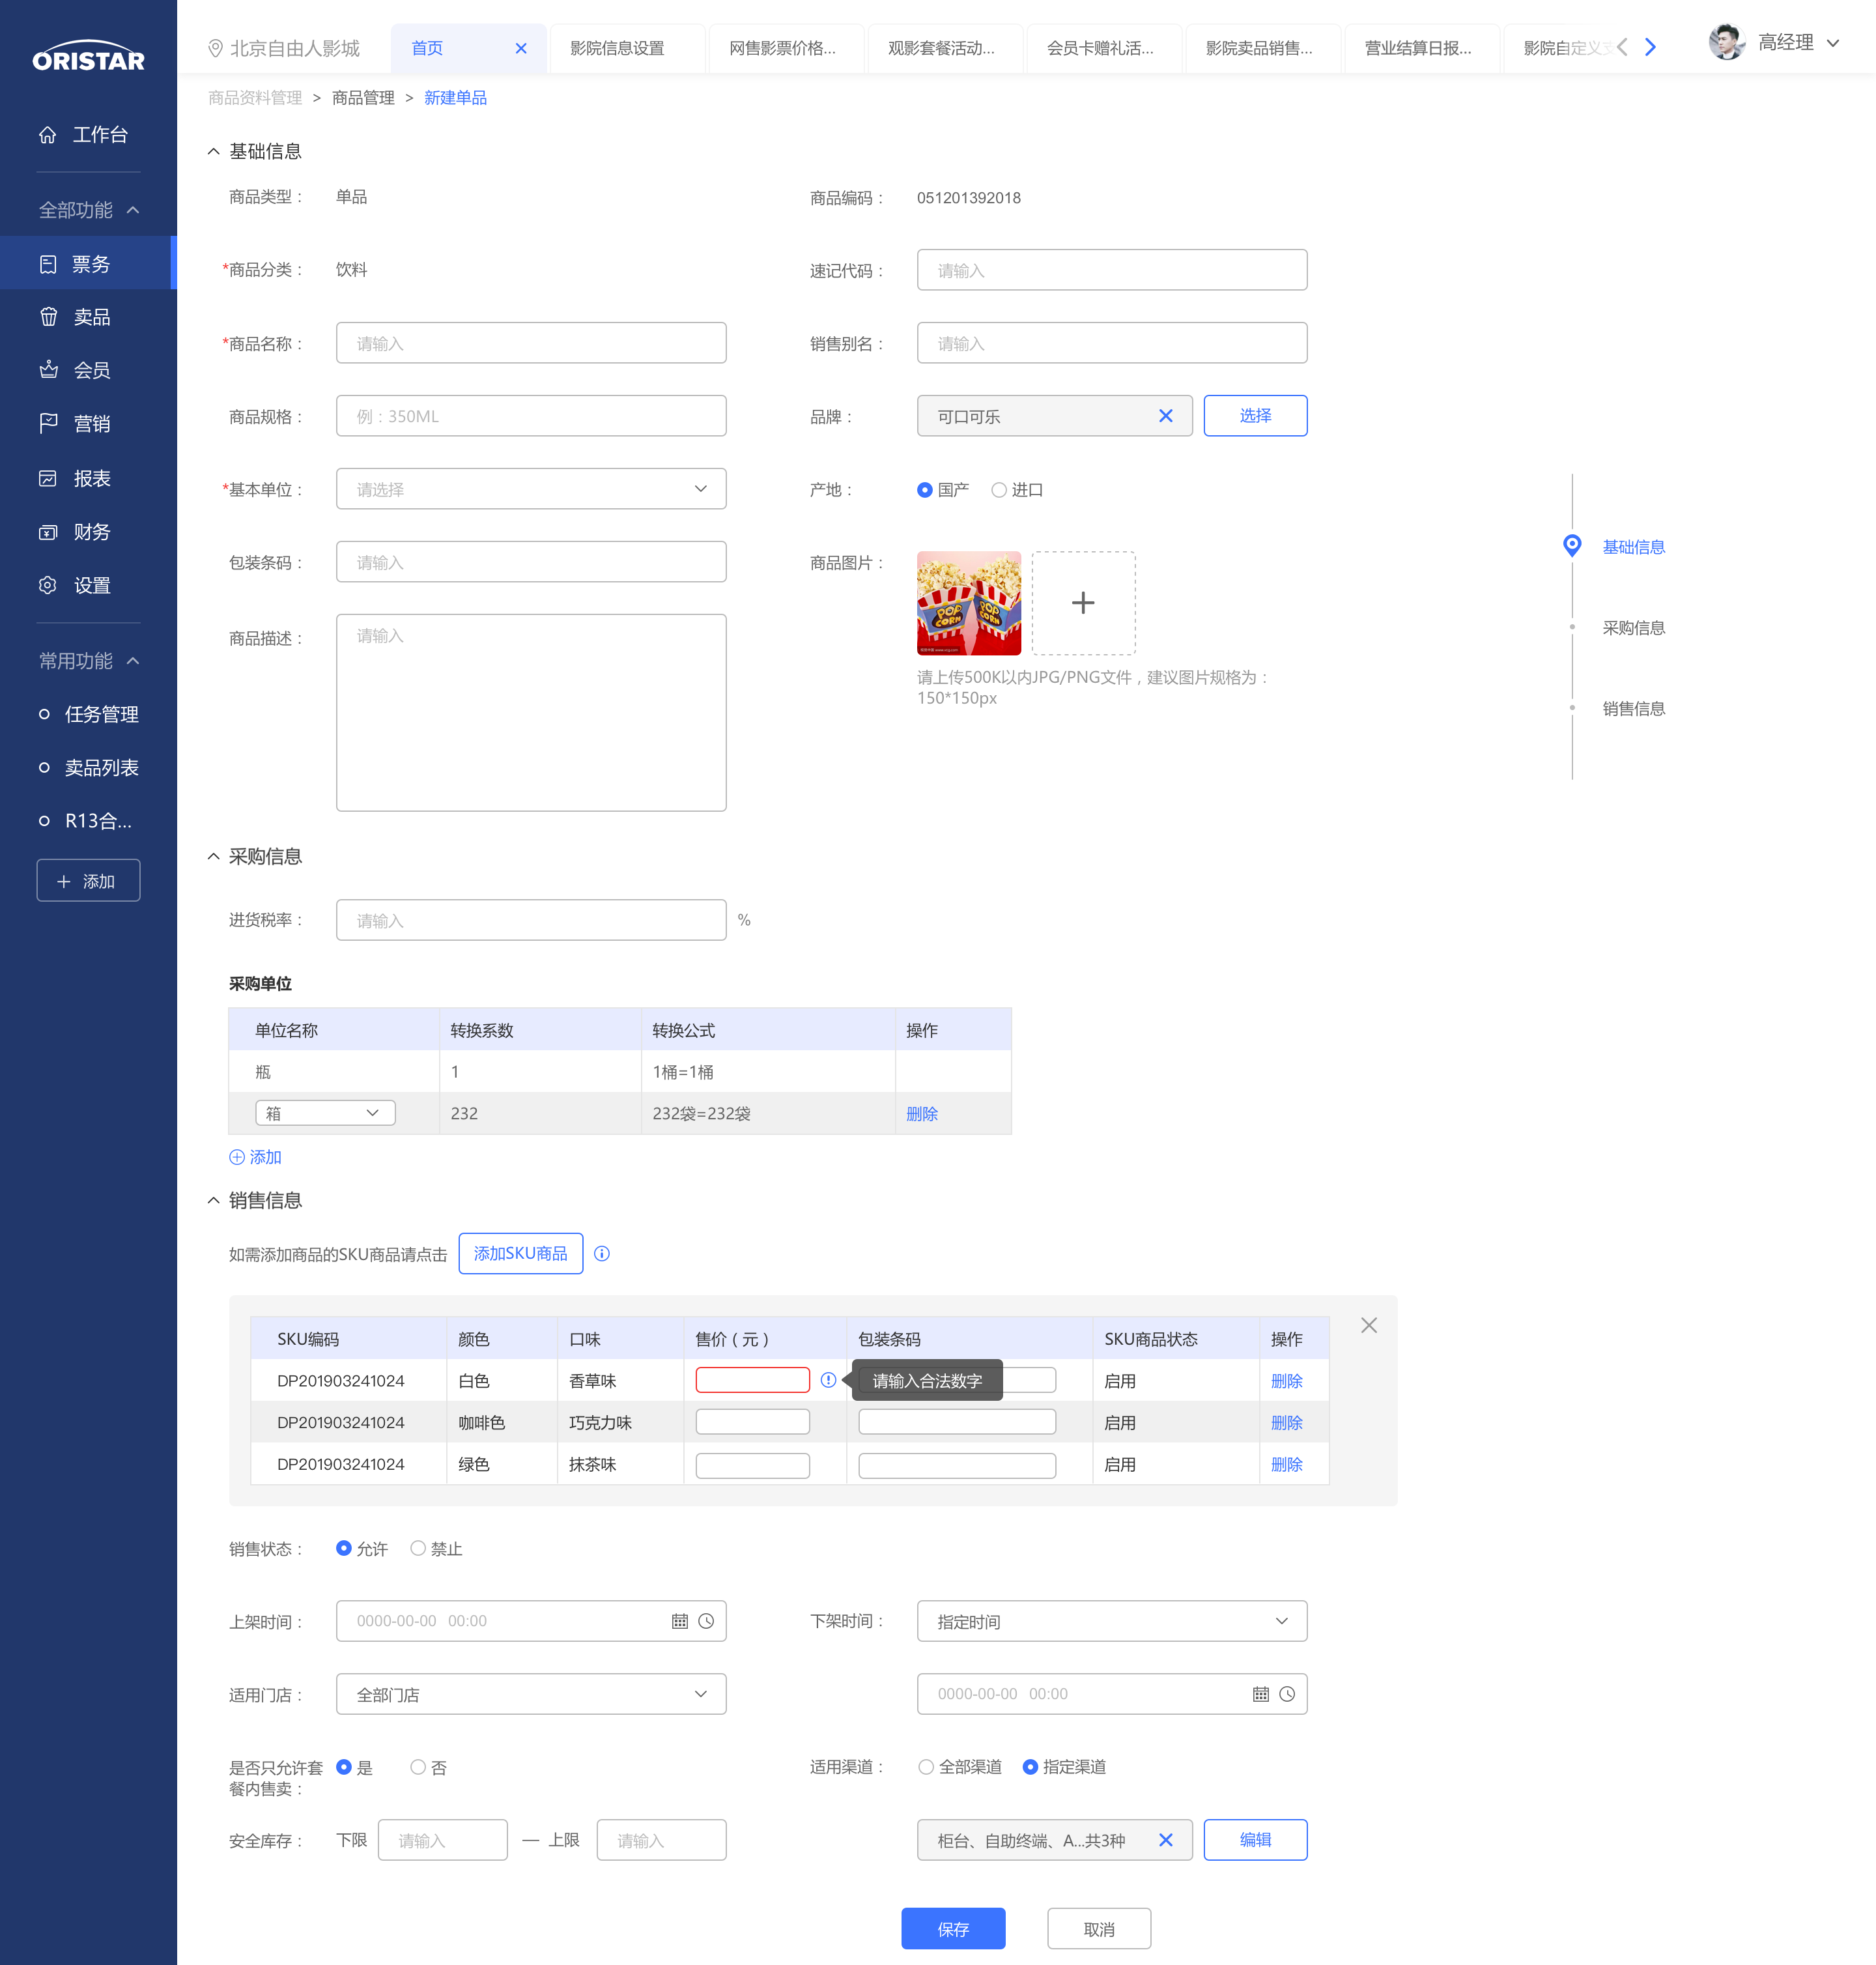 ORISTAR
工作台
全部功能
票务
卖品
会员
营销
报表
财务
设置
常用功能
任务管理
卖品列表
R13合...
添加
北京自由人影城
首页
影院信息设置
网售影票价格...
观影套餐活动...
会员卡赠礼活...
影院卖品销售...
营业结算日报...
影院自定义支
高经理
商品资料管理 > 商品管理 > 新建单品
基础信息
商品类型： 单品
商品编码： 051201392018
*商品分类： 饮料
速记代码： 请输入
*商品名称： 请输入
销售别名： 请输入
商品规格： 例：350ML
品牌： 可口可乐 选择
*基本单位： 请选择
产地： 国产 进口
包装条码： 请输入
商品图片：
POP CORN
POP CORN
请上传500K以内JPG/PNG文件，建议图片规格为：
150*150px
商品描述： 请输入
基础信息
采购信息
销售信息
采购信息
进货税率： 请输入 %
采购单位
单位名称 转换系数 转换公式 操作
瓶 1 1桶=1桶
箱 232 232袋=232袋 删除
添加
销售信息
如需添加商品的SKU商品请点击 添加SKU商品
SKU编码 颜色 口味 售价（元） 包装条码 SKU商品状态 操作
DP201903241024 白色 香草味 请输入合法数字 启用 删除
DP201903241024 咖啡色 巧克力味 启用 删除
DP201903241024 绿色 抹茶味 启用 删除
销售状态： 允许 禁止
上架时间： 0000-00-00 00:00
下架时间： 指定时间
适用门店： 全部门店
0000-00-00 00:00
是否只允许套
餐内售卖： 是 否
适用渠道： 全部渠道 指定渠道
安全库存： 下限 请输入 — 上限 请输入
柜台、自助终端、A...共3种 编辑
保存 取消